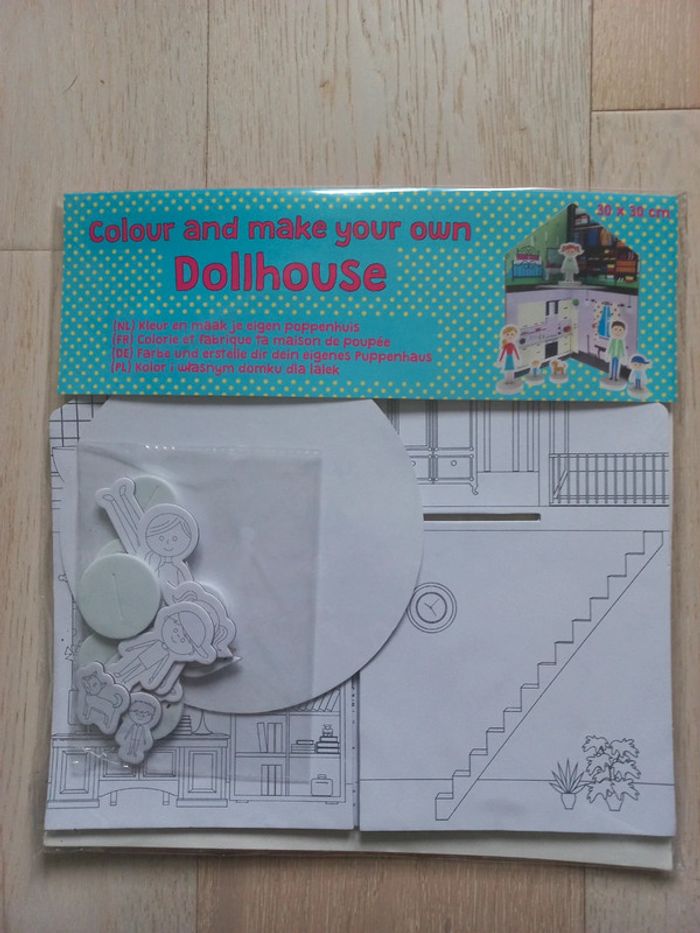 Colour and make your own
Dollhouse
30 x 30 cm
(NL) Kleur en maak je eigen poppenhuis
(FR) Colorie et fabrique ta maison de poupée
(DE) Farbe und erstelle dir dein eigenes Puppenhaus
(PL) Kolor i własnym domku dla lalek